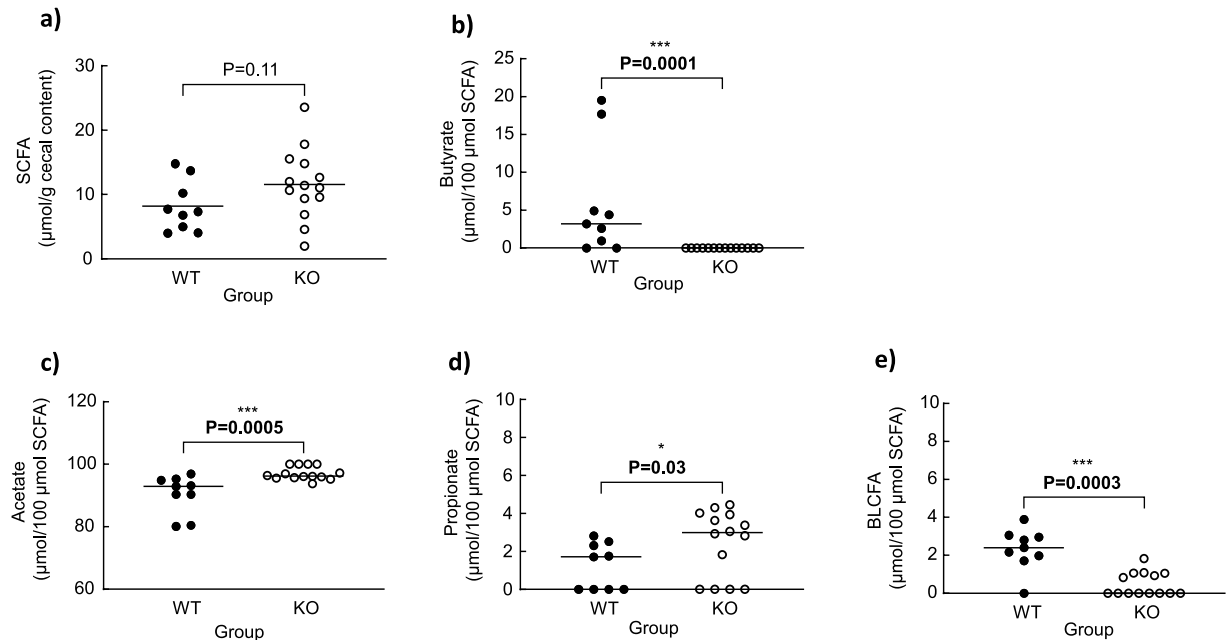 a)
SCFA
(µmol/g cecal content)
30
20
10
0
P=0.11
WT
KO
Group
b)
Butyrate
(µmol/100 µmol SCFA)
25
20
15
10
5
0
***
P=0.0001
WT
KO
Group
c)
Acetate
(µmol/100 µmol SCFA)
120
100
80
60
***
P=0.0005
WT
KO
Group
d)
Propionate
(µmol/100 µmol SCFA)
10
8
6
4
2
0
*
P=0.03
WT
KO
Group
e)
BLCFA
(µmol/100 µmol SCFA)
10
8
6
4
2
0
***
P=0.0003
WT
KO
Group